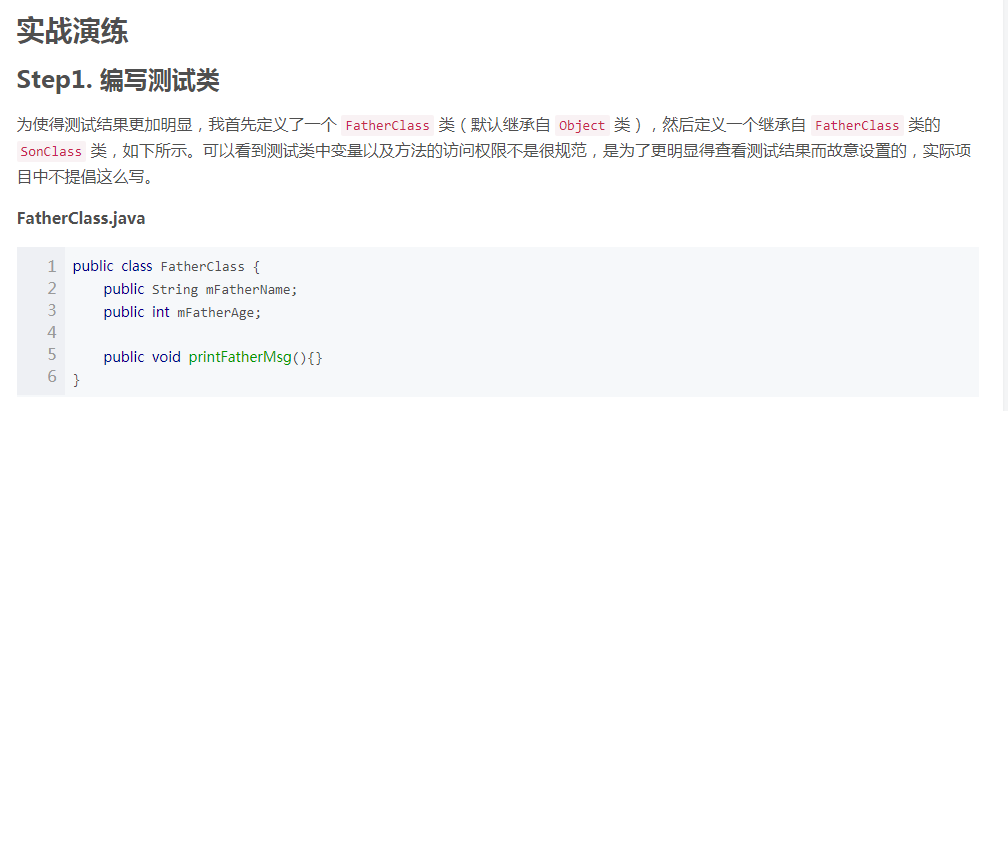 实战演练
Step1. 编写测试类
为使得测试结果更加明显，我首先定义了一个 FatherClass 类（默认继承自 Object 类），然后定义一个继承自 FatherClass 类的
SonClass 类，如下所示。可以看到测试类中变量以及方法的访问权限不是很规范，是为了更明显得查看测试结果而故意设置的，实际项
目中不提倡这么写。
FatherClass.java
1 public class FatherClass {
2     public String mFatherName;
3     public int mFatherAge;
4
5     public void printFatherMsg(){}
6 }